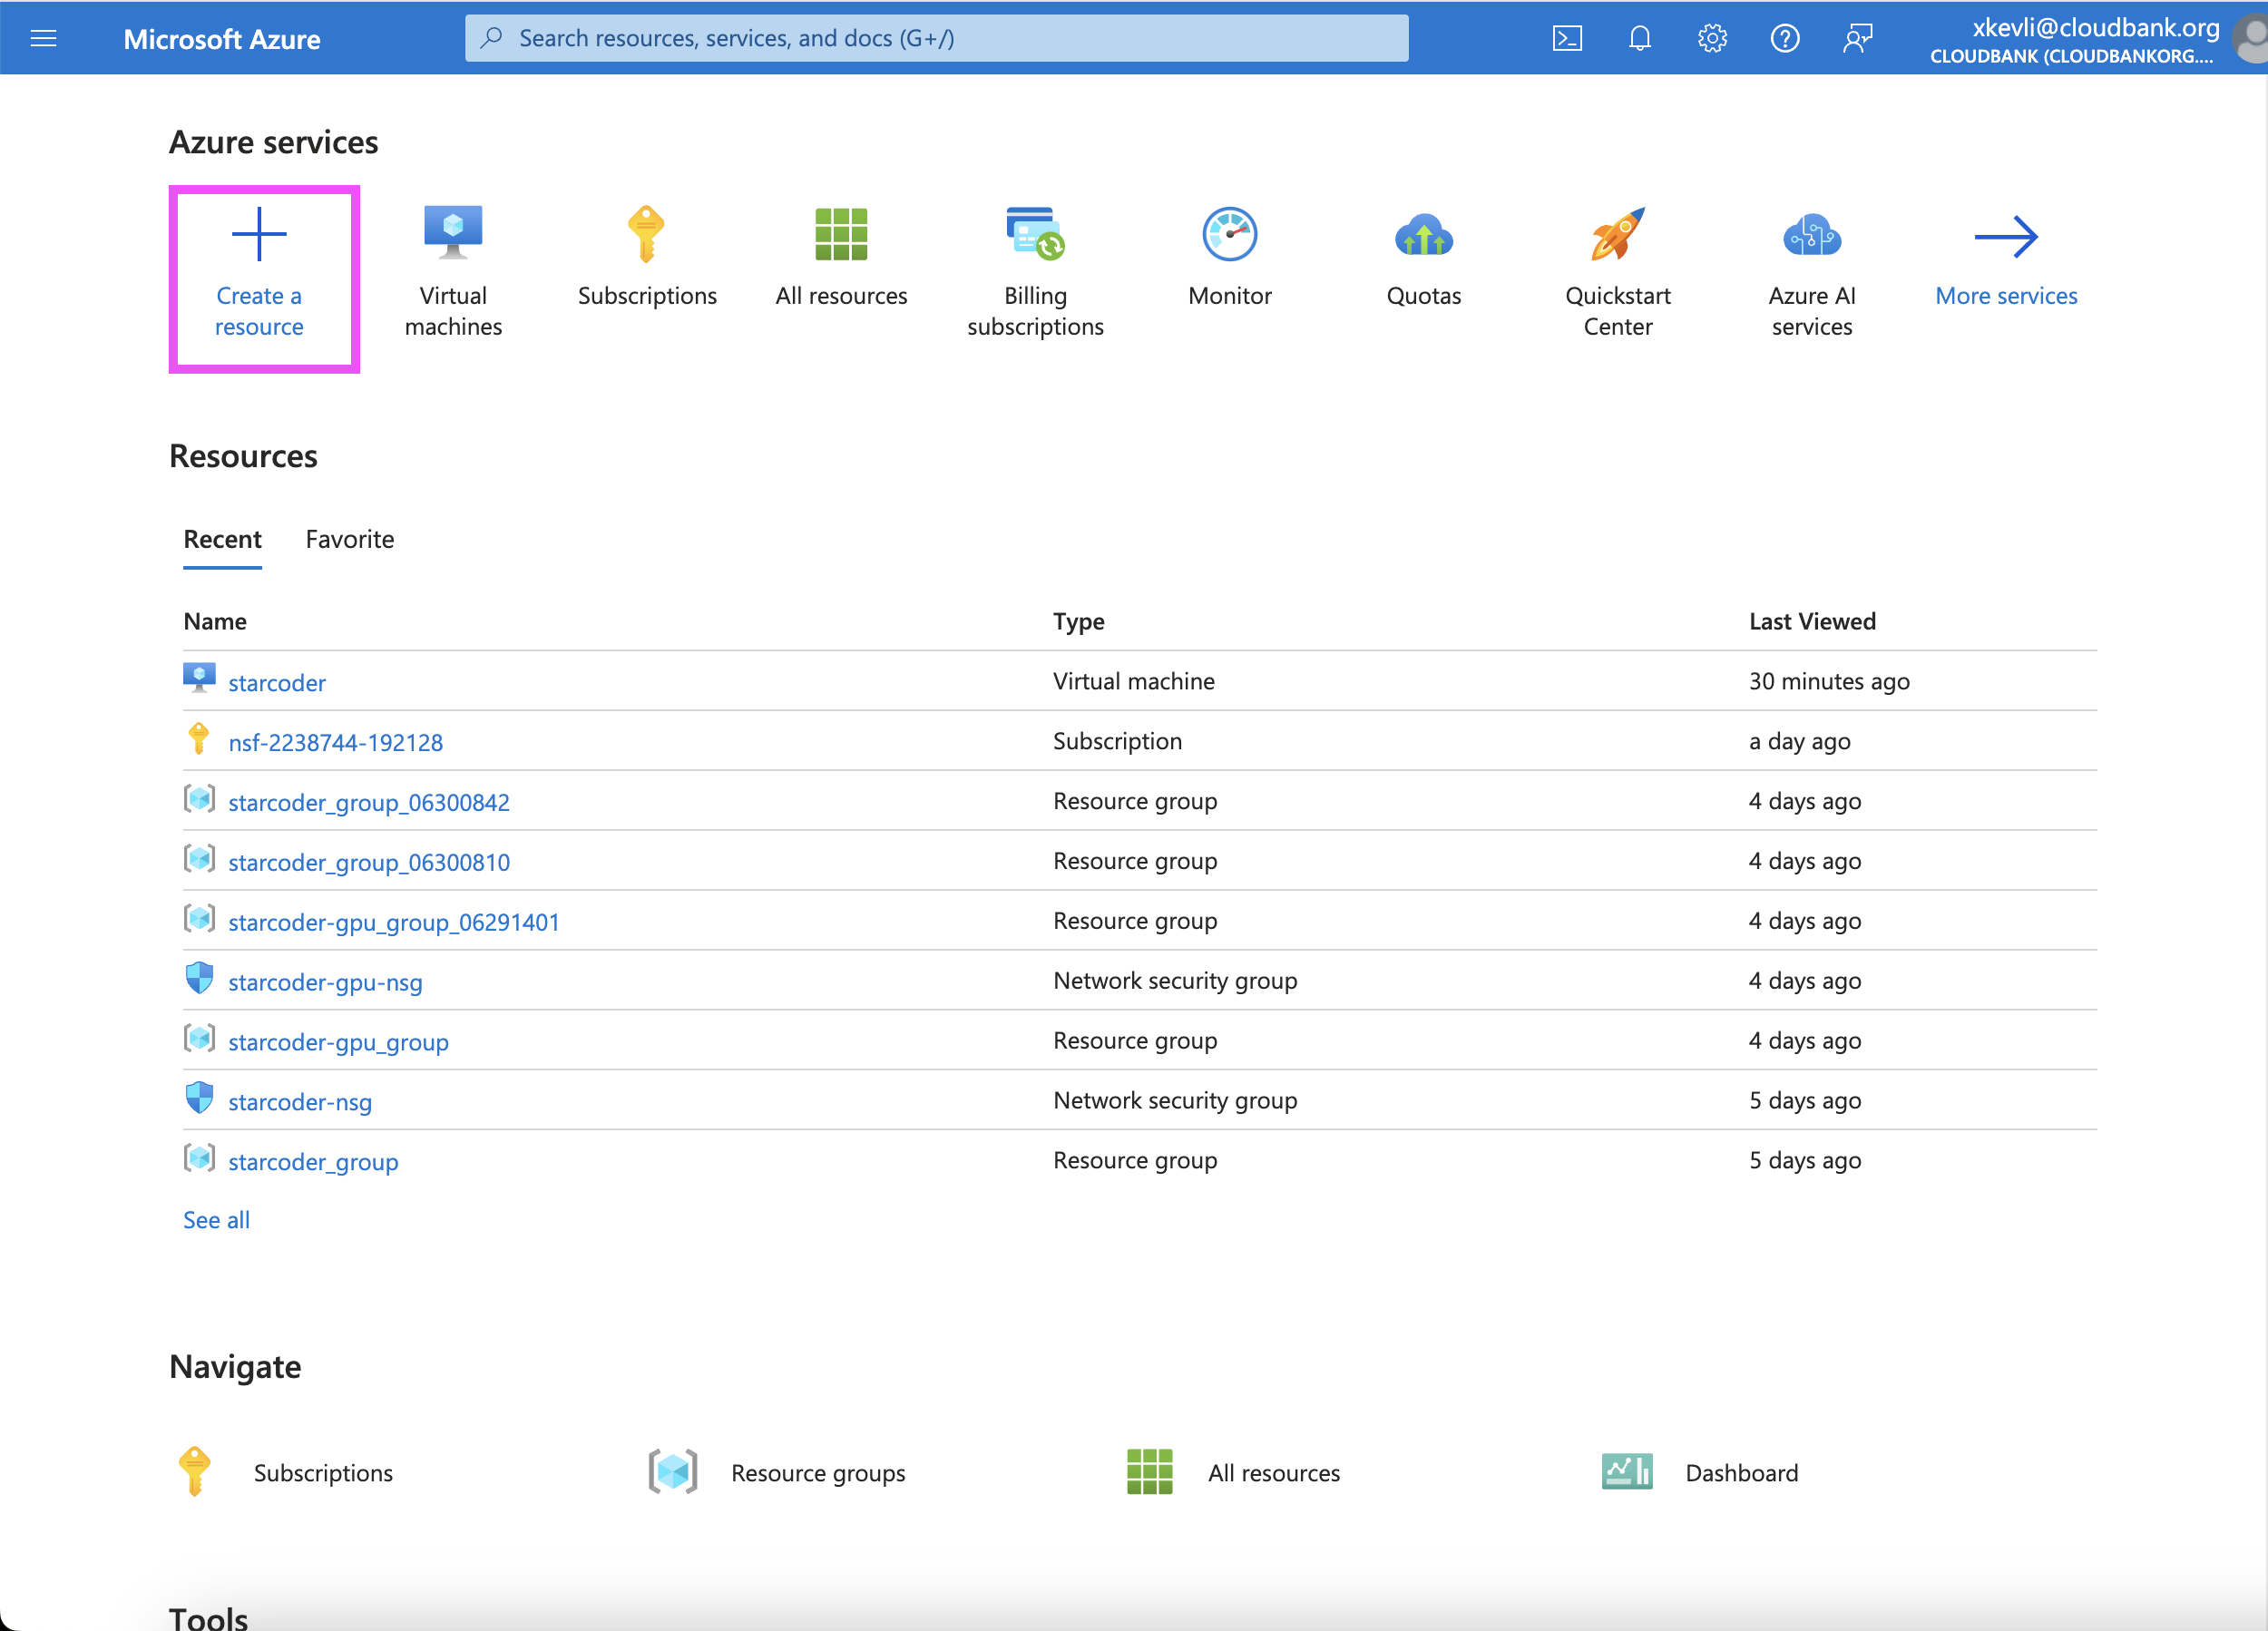 Microsoft Azure
Search resources, services, and docs (G+/)
xkevli@cloudbank.org
CLOUDBANK (CLOUDBANKORG....
Azure services
Create a
resource
Virtual
machines
Subscriptions
All resources
Billing
subscriptions
Monitor
Quotas
Quickstart
Center
Azure AI
services
More services
Resources
Recent
Favorite
Name Type Last Viewed
starcoder Virtual machine 30 minutes ago
nsf-2238744-192128 Subscription a day ago
starcoder_group_06300842 Resource group 4 days ago
starcoder_group_06300810 Resource group 4 days ago
starcoder-gpu_group_06291401 Resource group 4 days ago
starcoder-gpu-nsg Network security group 4 days ago
starcoder-gpu_group Resource group 4 days ago
starcoder-nsg Network security group 5 days ago
starcoder_group Resource group 5 days ago
See all
Navigate
Subscriptions
Resource groups
All resources
Dashboard
Tools